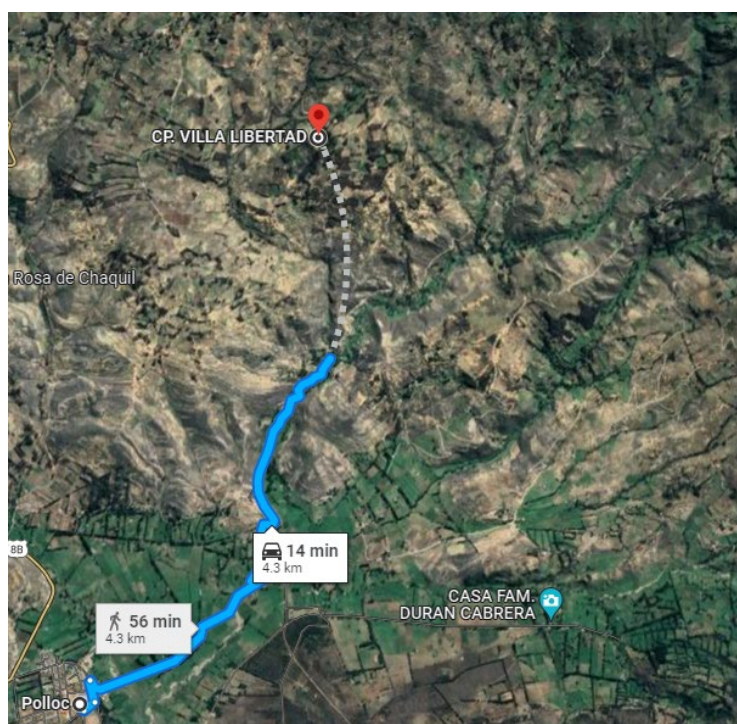 CP. VILLA LIBERTAD
Rosa de Chaquil
14 min
4.3 km
8B
CASA FAM.
DURAN CABRERA
56 min
4.3 km
Polloc